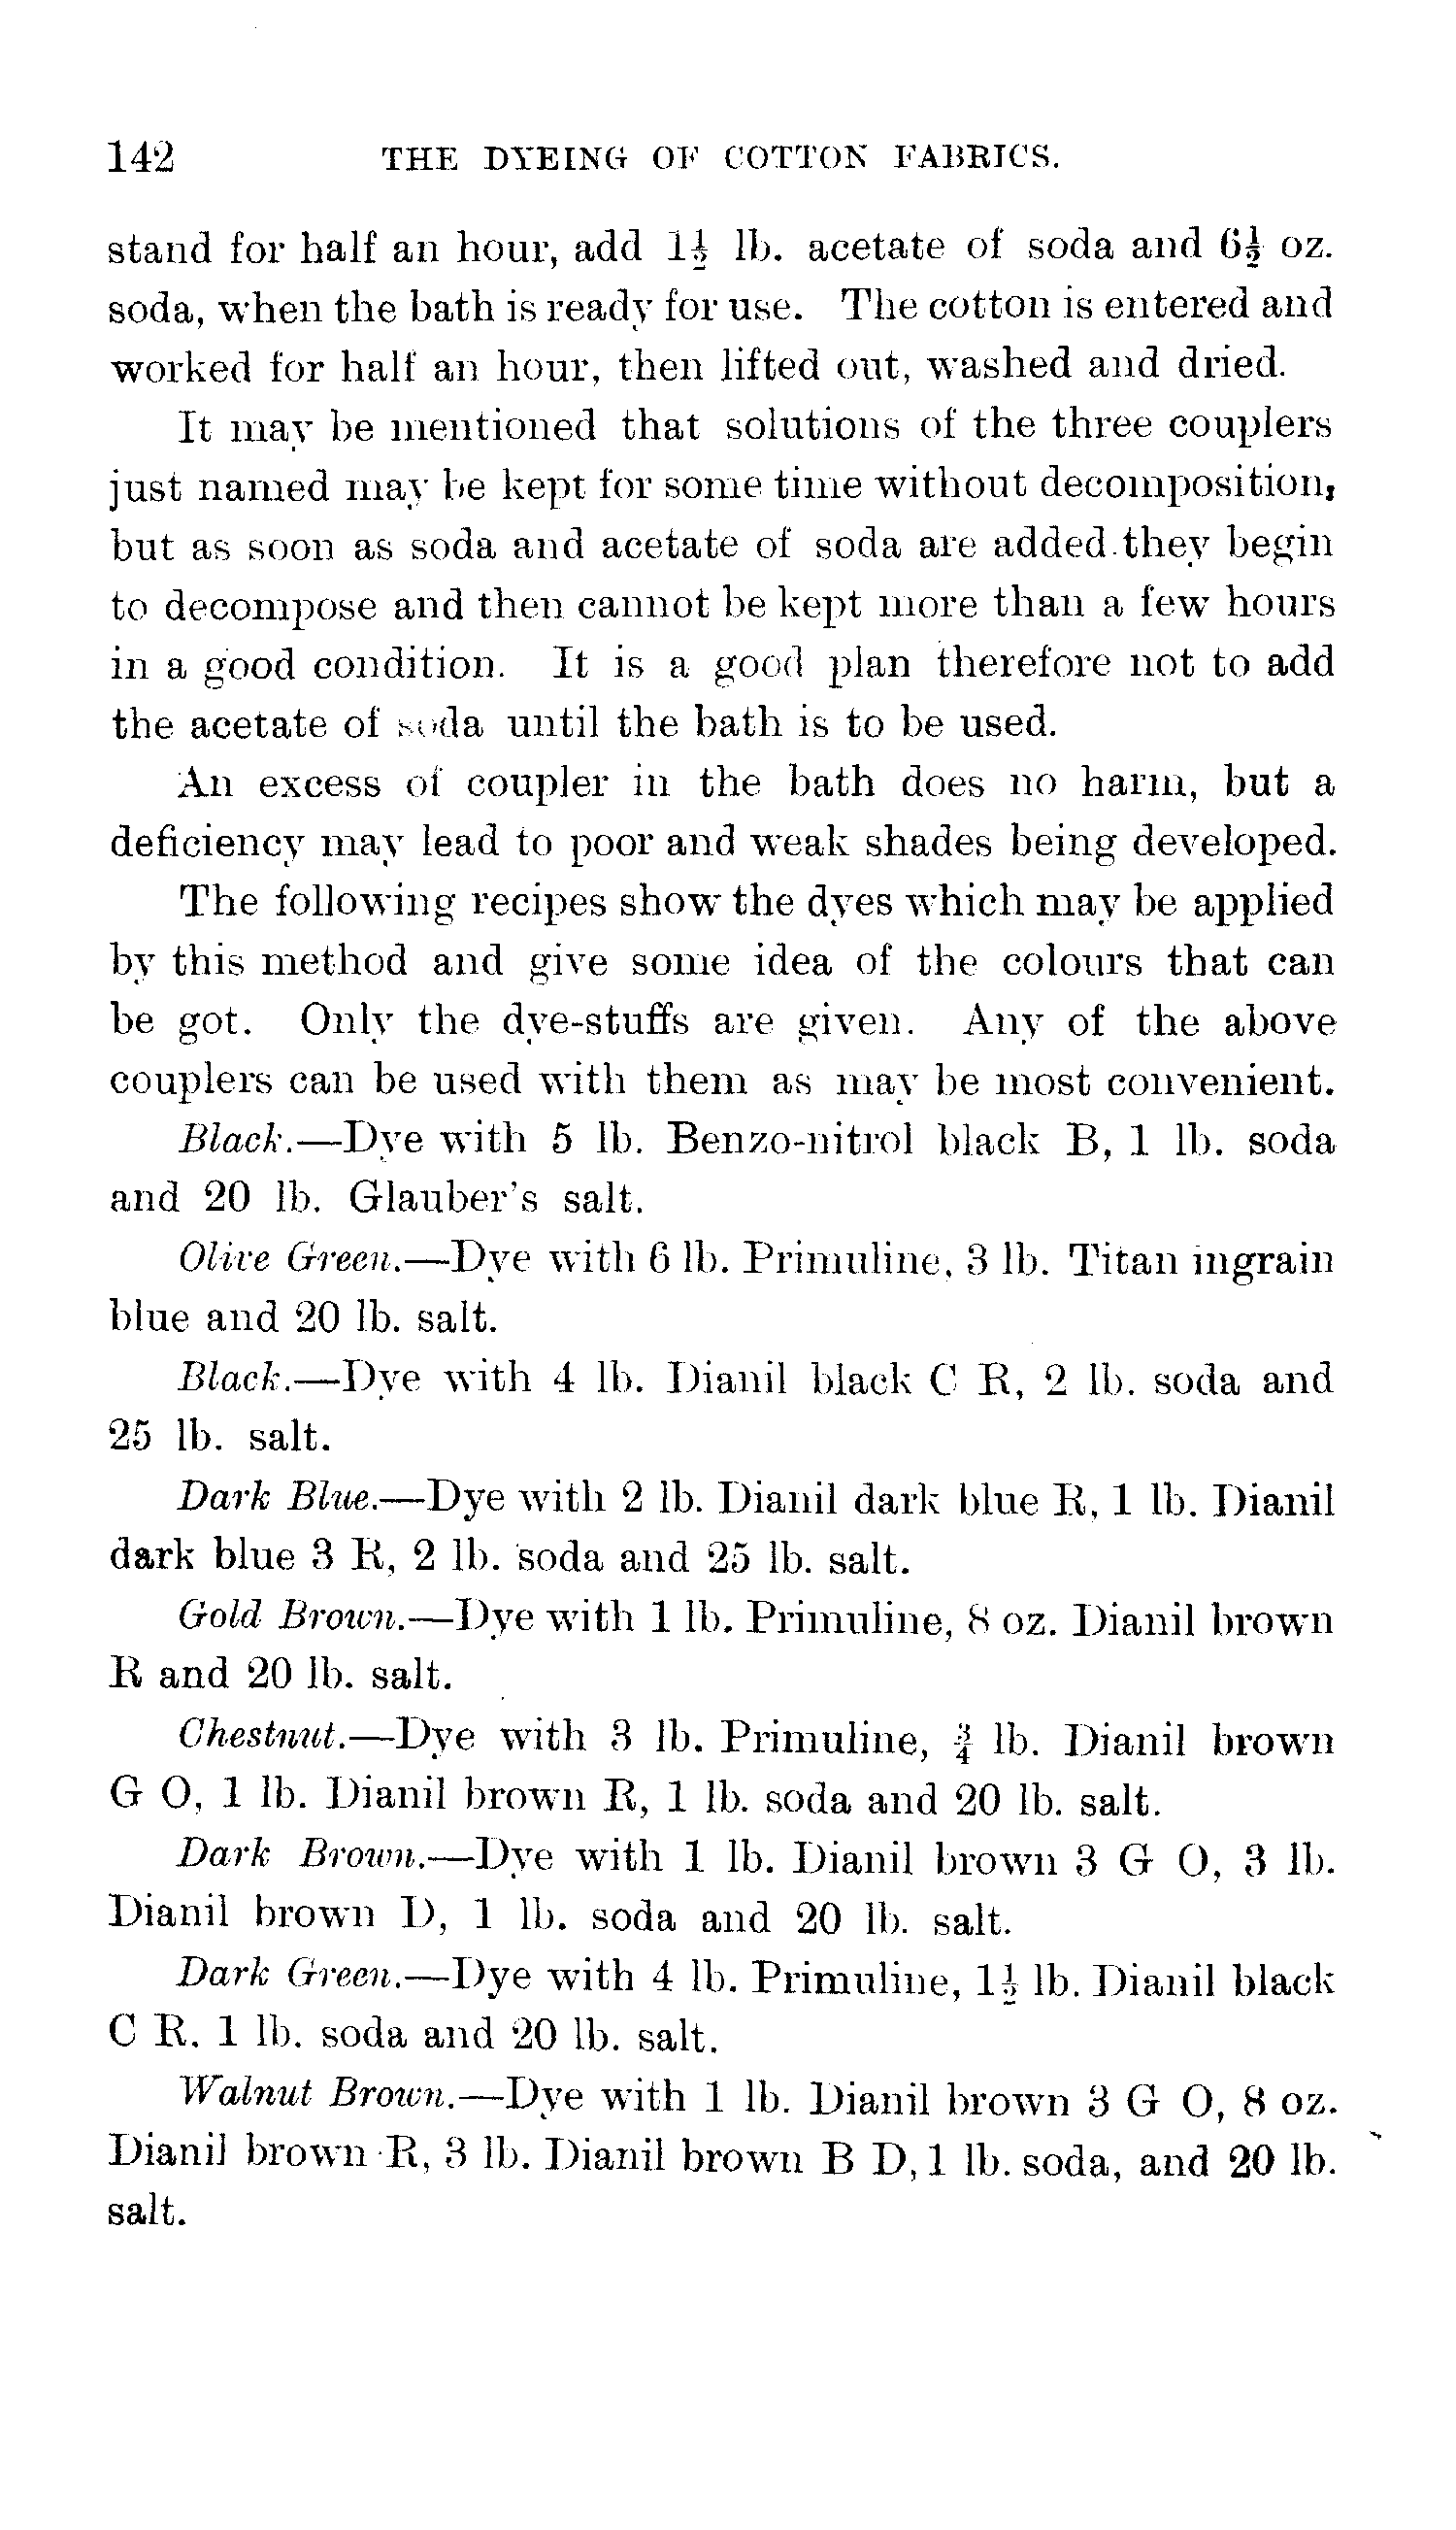 142 THE DYEING OF COTTON FABRICS.
stand for half an hour, add 1½ lb. acetate of soda and 6½ oz.
soda, when the bath is ready for use. The cotton is entered and
worked for half an hour, then lifted out, washed and dried.
It may be mentioned that solutions of the three couplers
just named may be kept for some time without decomposition,
but as soon as soda and acetate of soda are added they begin
to decompose and then cannot be kept more than a few hours
in a good condition. It is a good plan therefore not to add
the acetate of soda until the bath is to be used.
An excess of coupler in the bath does no harm, but a
deficiency may lead to poor and weak shades being developed.
The following recipes show the dyes which may be applied
by this method and give some idea of the colours that can
be got. Only the dye-stuffs are given. Any of the above
couplers can be used with them as may be most convenient.
Black.—Dye with 5 lb. Benzo-nitrol black B, 1 lb. soda
and 20 lb. Glauber's salt.
Olive Green.—Dye with 6 lb. Primuline, 3 lb. Titan ingrain
blue and 20 lb. salt.
Black.—Dye with 4 lb. Dianil black C R, 2 lb. soda and
25 lb. salt.
Dark Blue.—Dye with 2 lb. Dianil dark blue R, 1 lb. Dianil
dark blue 3 R, 2 lb. soda and 25 lb. salt.
Gold Brown.—Dye with 1 lb. Primuline, 8 oz. Dianil brown
R and 20 lb. salt.
Chestnut.—Dye with 3 lb. Primuline, ¾ lb. Dianil brown
G O, 1 lb. Dianil brown R, 1 lb. soda and 20 lb. salt.
Dark Brown.—Dye with 1 lb. Dianil brown 3 G O, 3 lb.
Dianil brown D, 1 lb. soda and 20 lb. salt.
Dark Green.—Dye with 4 lb. Primuline, 1½ lb. Dianil black
C R, 1 lb. soda and 20 lb. salt.
Walnut Brown.—Dye with 1 lb. Dianil brown 3 G O, 8 oz.
Dianil brown R, 3 lb. Dianil brown B D, 1 lb. soda, and 20 lb.
salt.